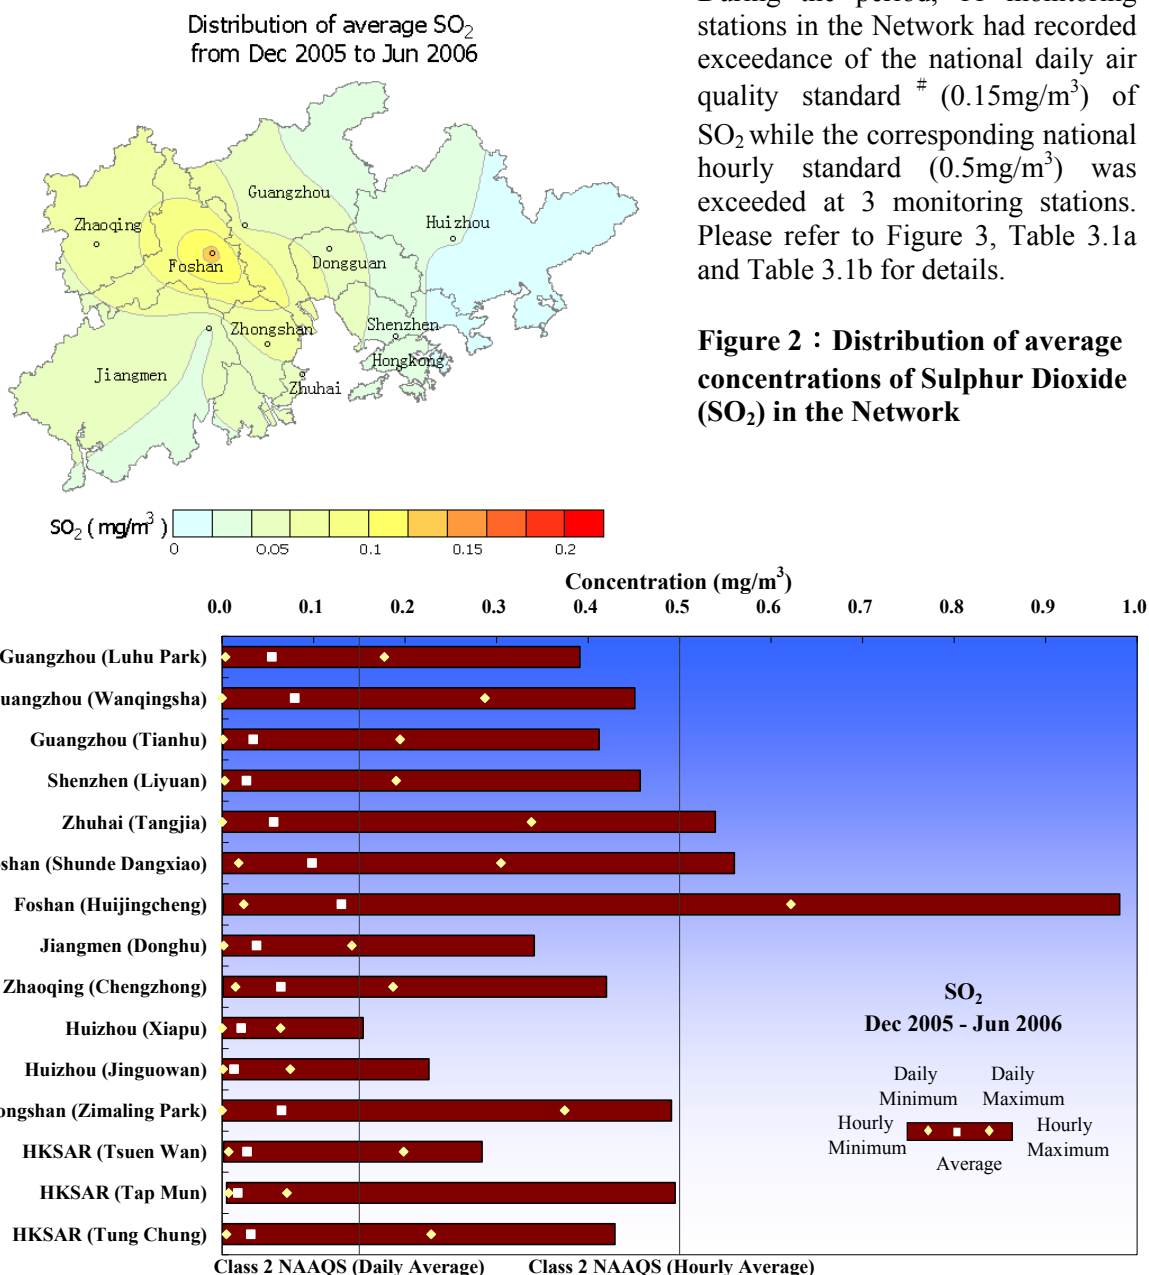 Distribution of average SO2
from Dec 2005 to Jun 2006
stations in the Network had recorded
exceedance of the national daily air
quality standard # (0.15mg/m3) of
SO2 while the corresponding national
hourly standard (0.5mg/m3) was
exceeded at 3 monitoring stations.
Please refer to Figure 3, Table 3.1a
and Table 3.1b for details.
Figure 2：Distribution of average
concentrations of Sulphur Dioxide
(SO2) in the Network
Guangzhou
Zhaoqing
Huizhou
Foshan
Dongguan
Zhongshan
Shenzhen
Hongkong
Jiangmen
Zhuhai
SO2 ( mg/m3 )
0 0.05 0.1 0.15 0.2
Concentration (mg/m3)
0.0 0.1 0.2 0.3 0.4 0.5 0.6 0.7 0.8 0.9 1.0
Guangzhou (Luhu Park)
uangzhou (Wanqingsha)
Guangzhou (Tianhu)
Shenzhen (Liyuan)
Zhuhai (Tangjia)
shan (Shunde Dangxiao)
Foshan (Huijingcheng)
Jiangmen (Donghu)
Zhaoqing (Chengzhong)
Huizhou (Xiapu)
Huizhou (Jinguowan)
ongshan (Zimaling Park)
HKSAR (Tsuen Wan)
HKSAR (Tap Mun)
HKSAR (Tung Chung)
SO2
Dec 2005 - Jun 2006
Daily Minimum
Daily Maximum
Hourly Minimum
Hourly Maximum
Average
Class 2 NAAQS (Daily Average) Class 2 NAAQS (Hourly Average)